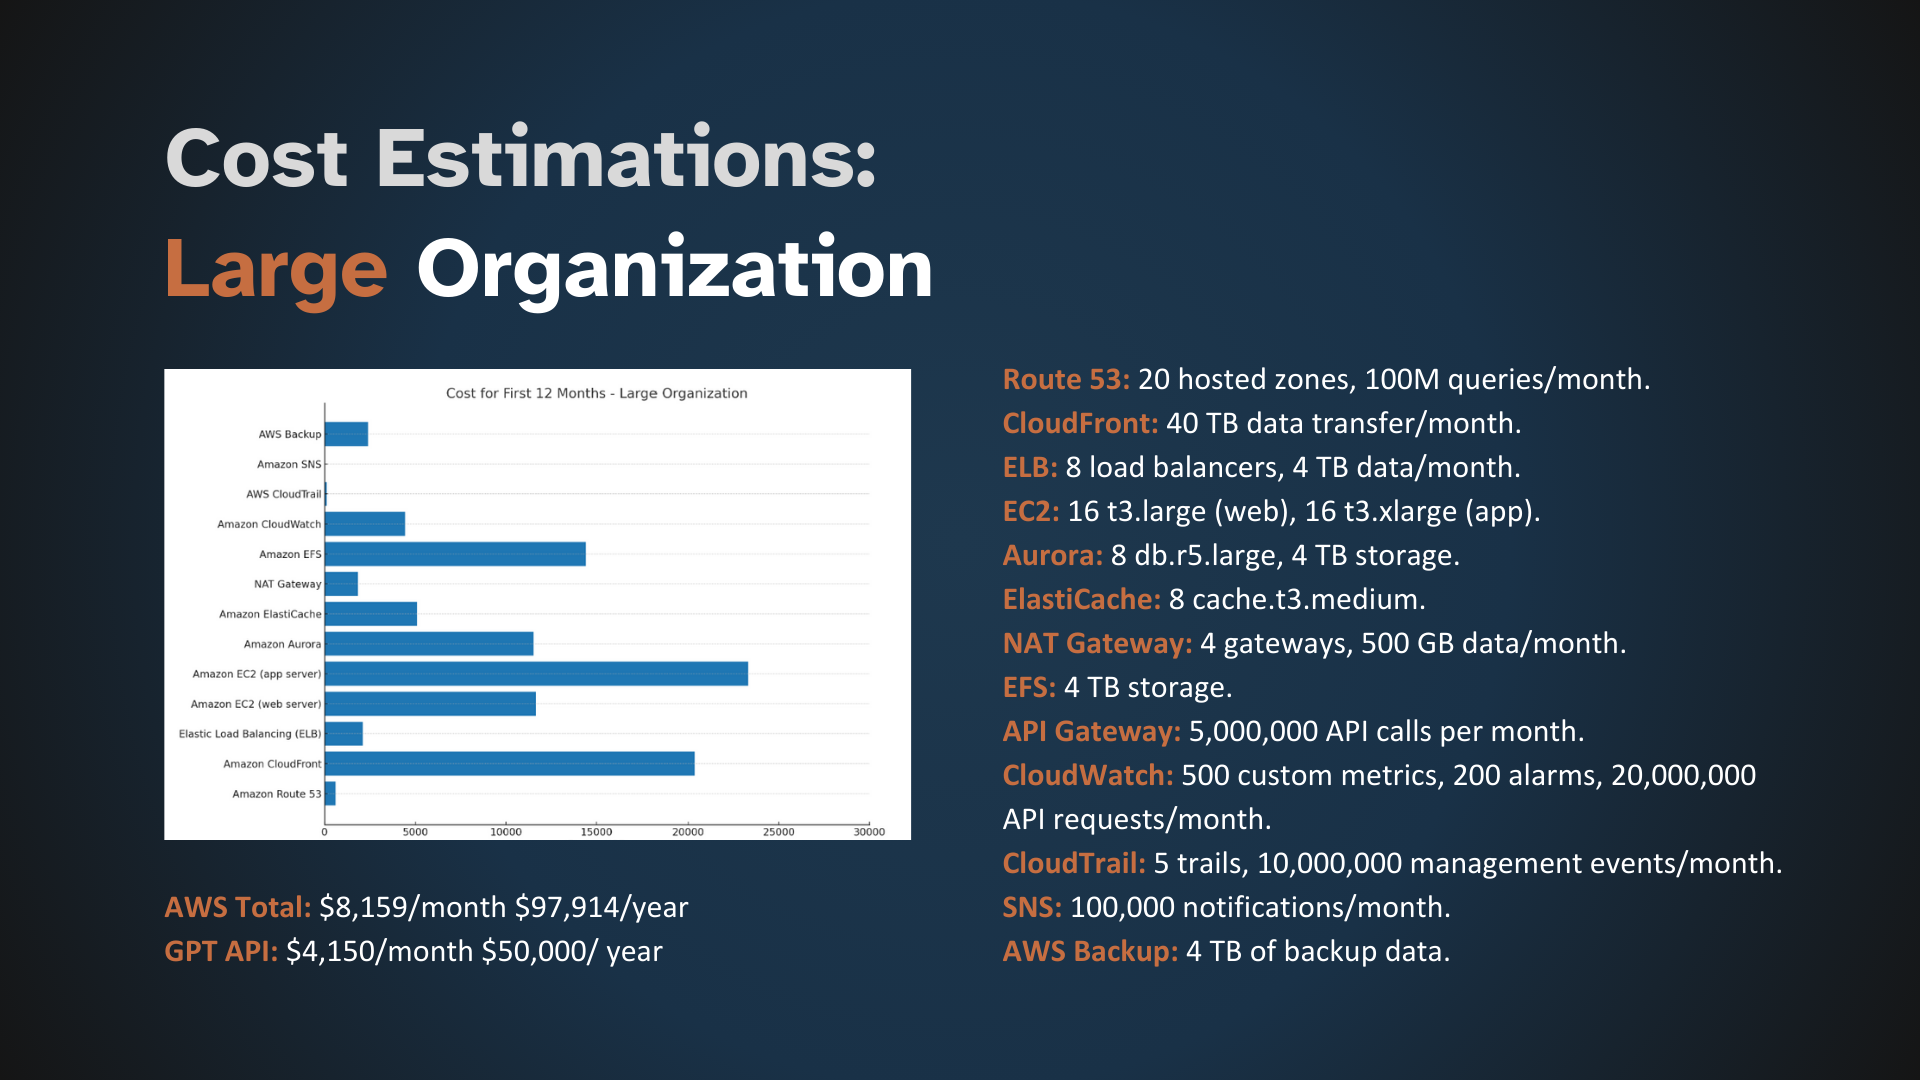 Cost Estimations:
Large Organization
Cost for First 12 Months - Large Organization
AWS Backup
Amazon SNS
AWS CloudTrail
Amazon CloudWatch
Amazon EFS
NAT Gateway
Amazon ElastiCache
Amazon Aurora
Amazon EC2 (app server)
Amazon EC2 (web server)
Elastic Load Balancing (ELB)
Amazon CloudFront
Amazon Route 53
0 5000 10000 15000 20000 25000 30000
AWS Total: $8,159/month $97,914/year
GPT API: $4,150/month $50,000/ year
Route 53: 20 hosted zones, 100M queries/month.
CloudFront: 40 TB data transfer/month.
ELB: 8 load balancers, 4 TB data/month.
EC2: 16 t3.large (web), 16 t3.xlarge (app).
Aurora: 8 db.r5.large, 4 TB storage.
ElastiCache: 8 cache.t3.medium.
NAT Gateway: 4 gateways, 500 GB data/month.
EFS: 4 TB storage.
API Gateway: 5,000,000 API calls per month.
CloudWatch: 500 custom metrics, 200 alarms, 20,000,000
API requests/month.
CloudTrail: 5 trails, 10,000,000 management events/month.
SNS: 100,000 notifications/month.
AWS Backup: 4 TB of backup data.